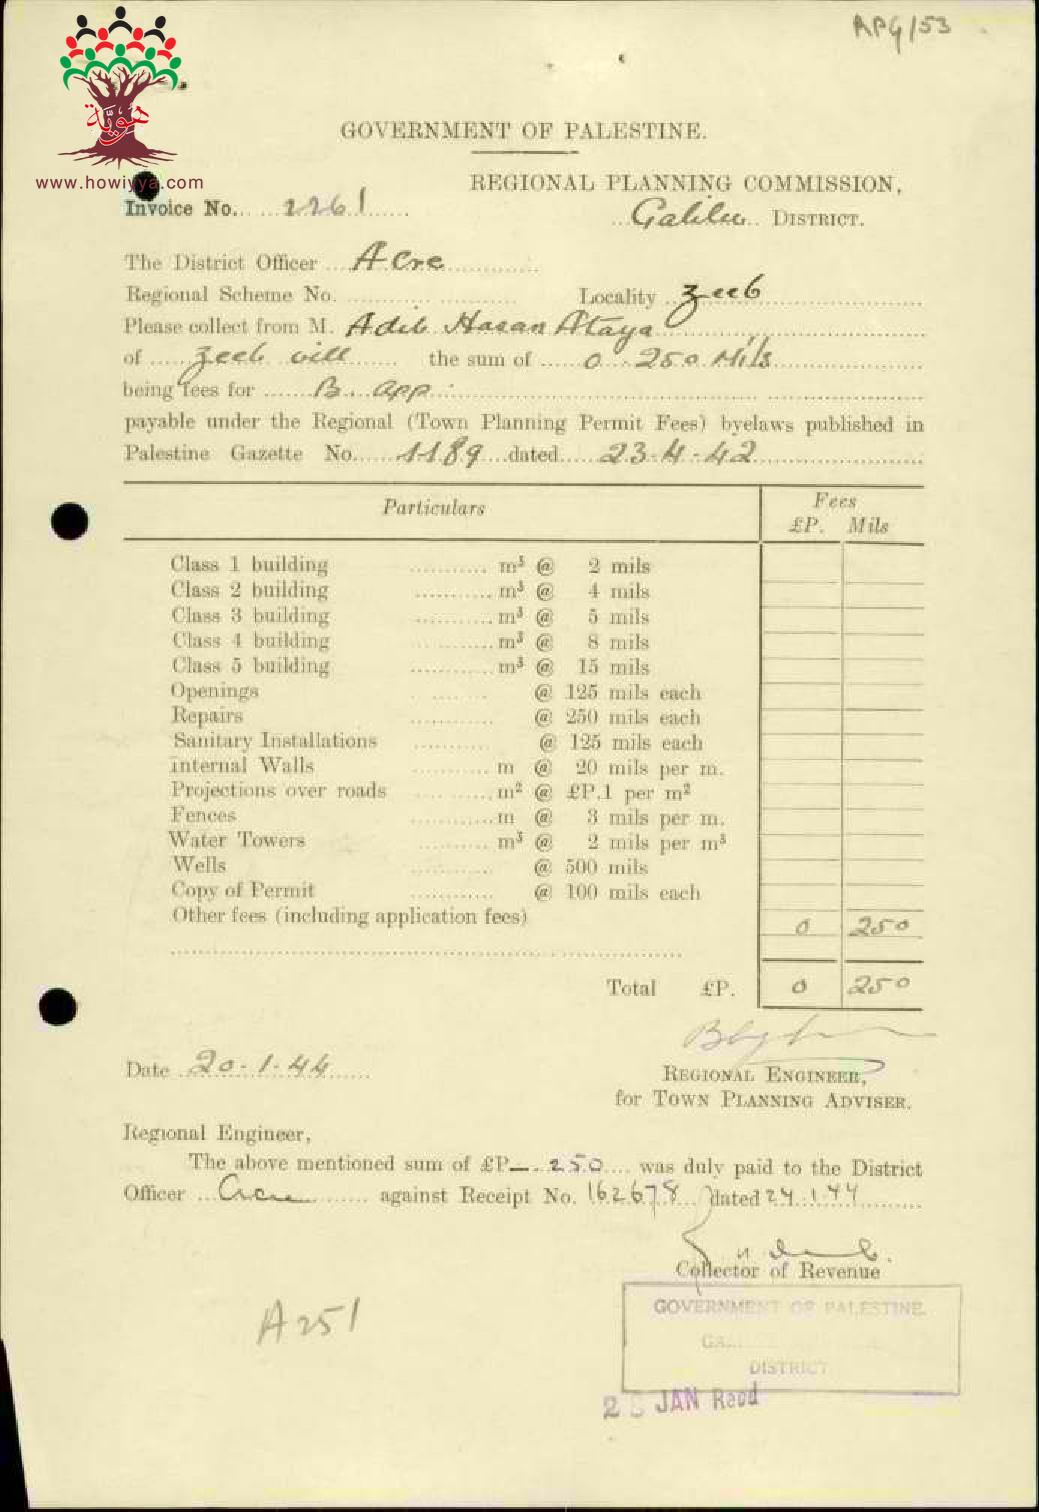 APG/53
هويّة
www.howiyya.com
GOVERNMENT OF PALESTINE.
REGIONAL PLANNING COMMISSION,
Invoice No. 2261
Galilee DISTRICT.
The District Officer Acre
Regional Scheme No. Locality Zeeb
Please collect from M. Adib Hasan Ataya
of Zeeb vill the sum of 0 250 Mils
being fees for B. app.
payable under the Regional (Town Planning Permit Fees) byelaws published in
Palestine Gazette No. 1189 dated 23-4-42
Particulars Fees
£P. Mils
Class 1 building m³ @ 2 mils
Class 2 building m³ @ 4 mils
Class 3 building m³ @ 5 mils
Class 4 building m³ @ 8 mils
Class 5 building m³ @ 15 mils
Openings @ 125 mils each
Repairs @ 250 mils each
Sanitary Installations @ 125 mils each
Internal Walls m @ 20 mils per m.
Projections over roads m² @ £P.1 per m²
Fences m @ 3 mils per m.
Water Towers m³ @ 2 mils per m³
Wells @ 500 mils
Copy of Permit @ 100 mils each
Other fees (including application fees) 0 250
Total £P. 0 250
Date 20-1-44
REGIONAL ENGINEER,
for TOWN PLANNING ADVISER.
Regional Engineer,
The above mentioned sum of £P—. 250 was duly paid to the District
Officer Acre against Receipt No. 162678 dated 24.1.44
Collector of Revenue
GOVERNMENT OF PALESTINE.
DISTRICT
JAN Recd
A251